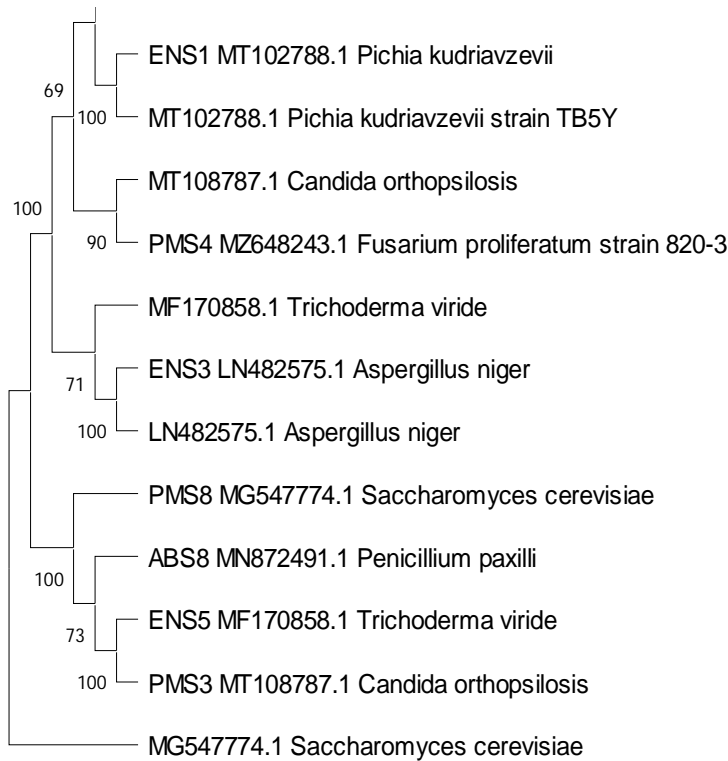 ENS1 MT102788.1 Pichia kudriavzevii
69
100
MT102788.1 Pichia kudriavzevii strain TB5Y
MT108787.1 Candida orthopsilosis
100
90
PMS4 MZ648243.1 Fusarium proliferatum strain 820-3
MF170858.1 Trichoderma viride
ENS3 LN482575.1 Aspergillus niger
71
100
LN482575.1 Aspergillus niger
PMS8 MG547774.1 Saccharomyces cerevisiae
ABS8 MN872491.1 Penicillium paxilli
100
ENS5 MF170858.1 Trichoderma viride
73
100
PMS3 MT108787.1 Candida orthopsilosis
MG547774.1 Saccharomyces cerevisiae